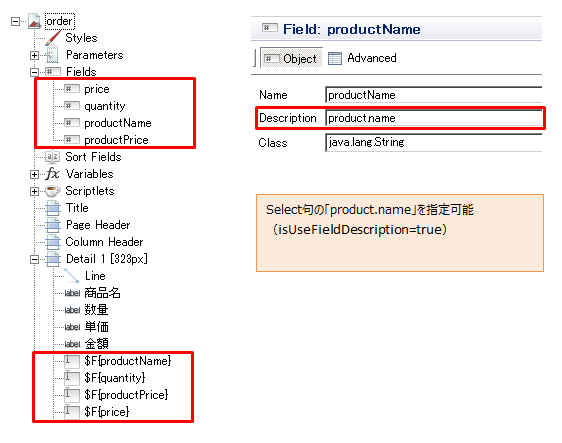 order
Styles
Parameters
Fields
price
quantity
productName
productPrice
Sort Fields
Variables
Scriptlets
Title
Page Header
Column Header
Detail 1 [323px]
Line
label 商品名
label 数量
label 単価
label 金額
$F{productName}
$F{quantity}
$F{productPrice}
$F{price}
Field: productName
Object Advanced
Name productName
Description product.name
Class java.lang.String
Select句の「product.name」を指定可能
（isUseFieldDescription=true）